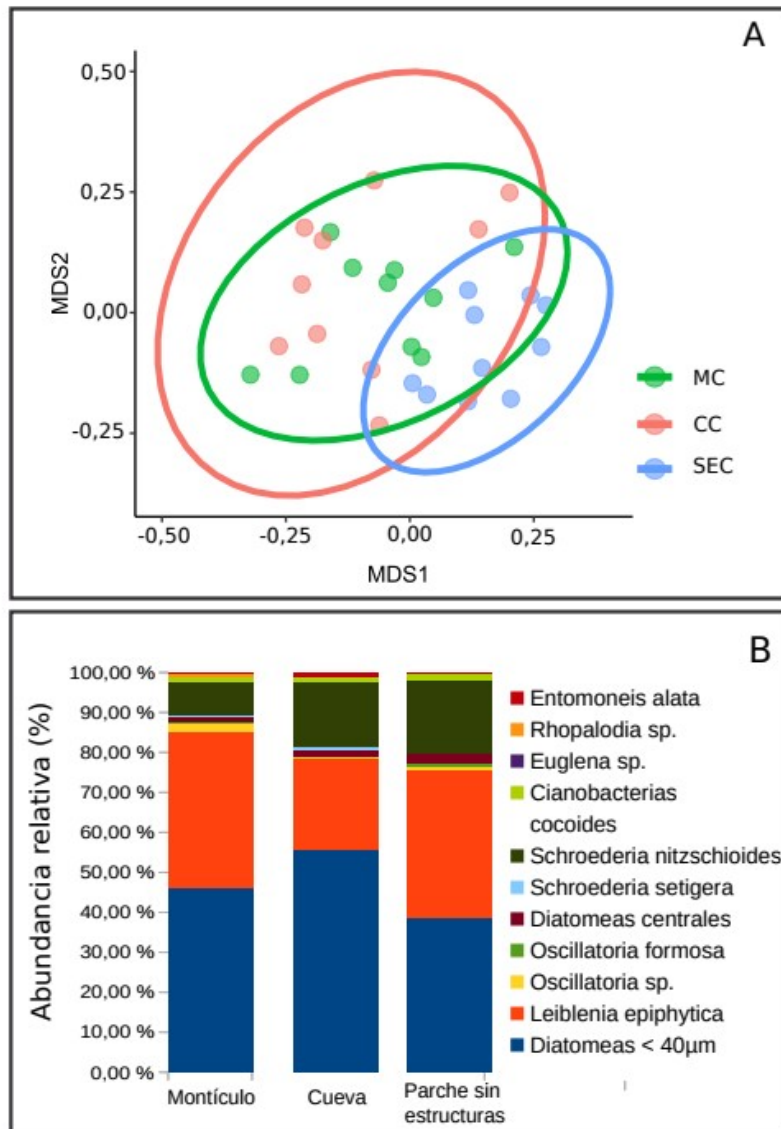 A
0,50
0,25
0,00
-0,25
MDS2
-0,50
-0,25
0,00
0,25
MDS1
MC
CC
SEC
B
100,00 %
90,00 %
80,00 %
70,00 %
60,00 %
50,00 %
40,00 %
30,00 %
20,00 %
10,00 %
0,00 %
Abundancia relativa (%)
Montículo
Cueva
Parche sin
estructuras
Entomoneis alata
Rhopalodia sp.
Euglena sp.
Cianobacterias
cocoides
Schroederia nitzschioides
Schroederia setigera
Diatomeas centrales
Oscillatoria formosa
Oscillatoria sp.
Leiblenia epiphytica
Diatomeas < 40µm